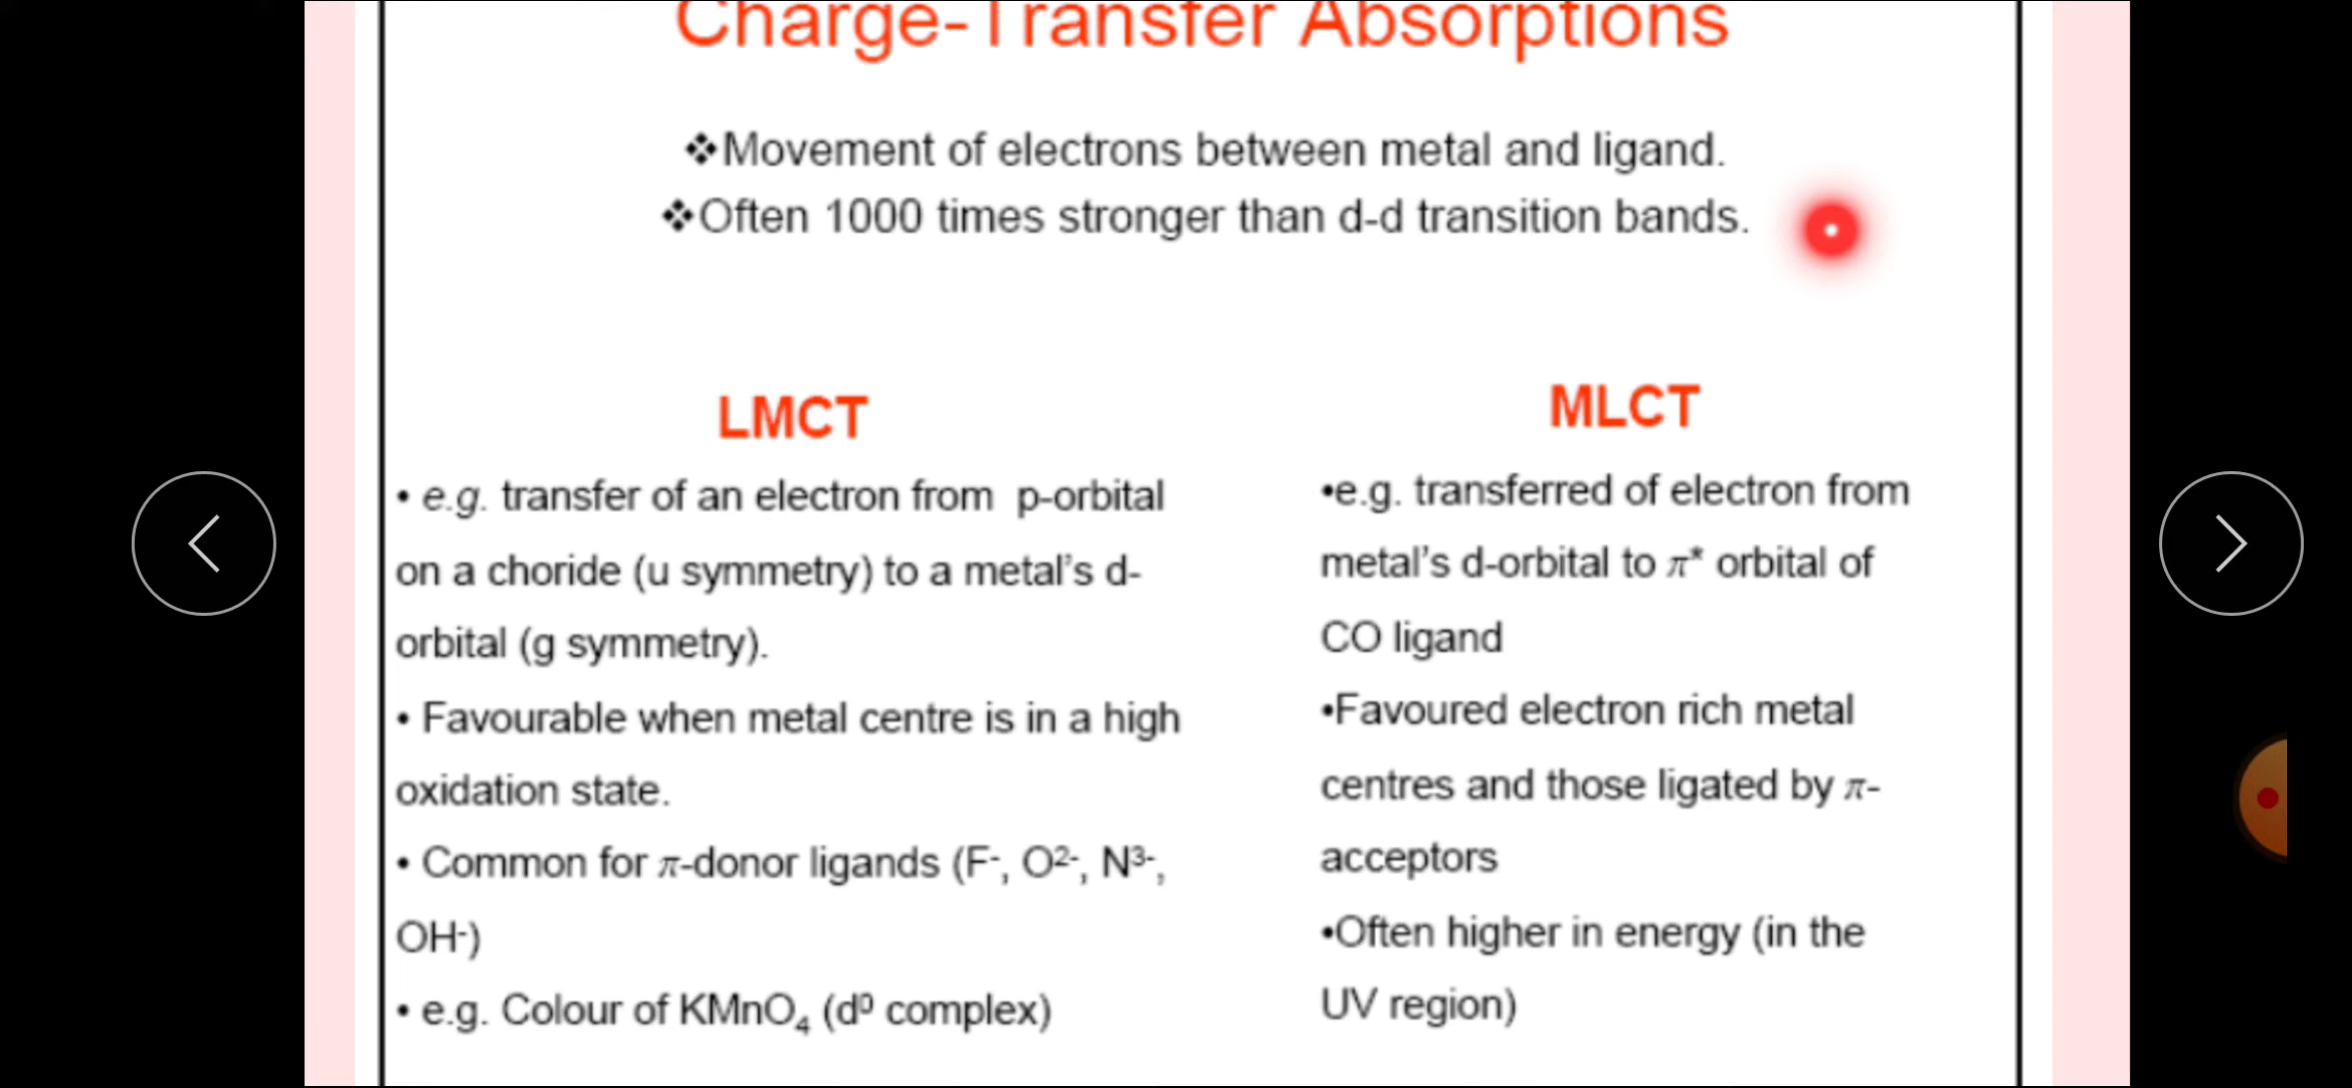 Charge-Transfer Absorptions
❖Movement of electrons between metal and ligand.
❖Often 1000 times stronger than d-d transition bands.
LMCT
• e.g. transfer of an electron from p-orbital
on a choride (u symmetry) to a metal's d-
orbital (g symmetry).
• Favourable when metal centre is in a high
oxidation state.
• Common for π-donor ligands (F⁻, O²⁻, N³⁻,
OH⁻)
• e.g. Colour of KMnO₄ (d⁰ complex)
MLCT
•e.g. transferred of electron from
metal's d-orbital to π* orbital of
CO ligand
•Favoured electron rich metal
centres and those ligated by π-
acceptors
•Often higher in energy (in the
UV region)